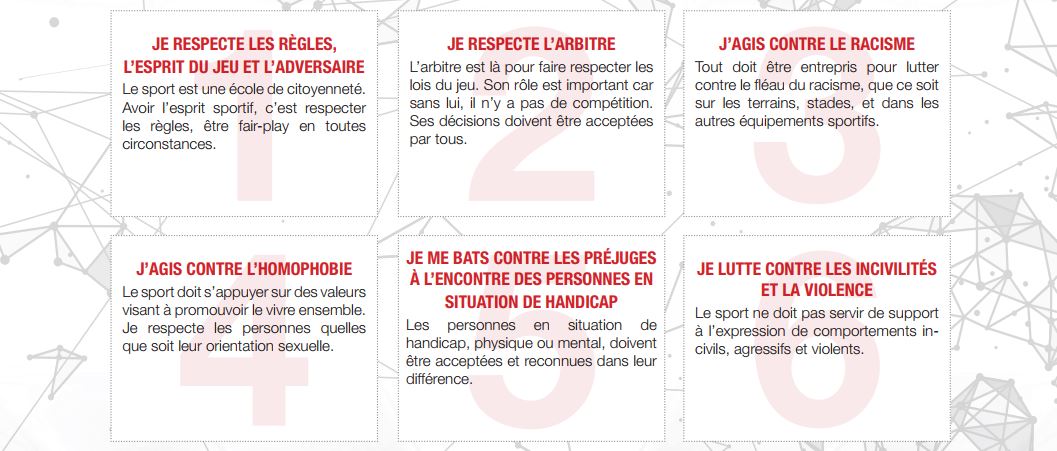 1
JE RESPECTE LES RÈGLES,
L'ESPRIT DU JEU ET L'ADVERSAIRE
Le sport est une école de citoyenneté.
Avoir l'esprit sportif, c'est respecter
les règles, être fair-play en toutes
circonstances.
2
JE RESPECTE L'ARBITRE
L'arbitre est là pour faire respecter les
lois du jeu. Son rôle est important car
sans lui, il n'y a pas de compétition.
Ses décisions doivent être acceptées
par tous.
3
J'AGIS CONTRE LE RACISME
Tout doit être entrepris pour lutter
contre le fléau du racisme, que ce soit
sur les terrains, stades, et dans les
autres équipements sportifs.
4
J'AGIS CONTRE L'HOMOPHOBIE
Le sport doit s'appuyer sur des valeurs
visant à promouvoir le vivre ensemble.
Je respecte les personnes quelles
que soit leur orientation sexuelle.
5
JE ME BATS CONTRE LES PRÉJUGES
À L'ENCONTRE DES PERSONNES EN
SITUATION DE HANDICAP
Les personnes en situation de
handicap, physique ou mental, doivent
être acceptées et reconnues dans leur
différence.
6
JE LUTTE CONTRE LES INCIVILITÉS
ET LA VIOLENCE
Le sport ne doit pas servir de support
à l'expression de comportements in-
civils, agressifs et violents.